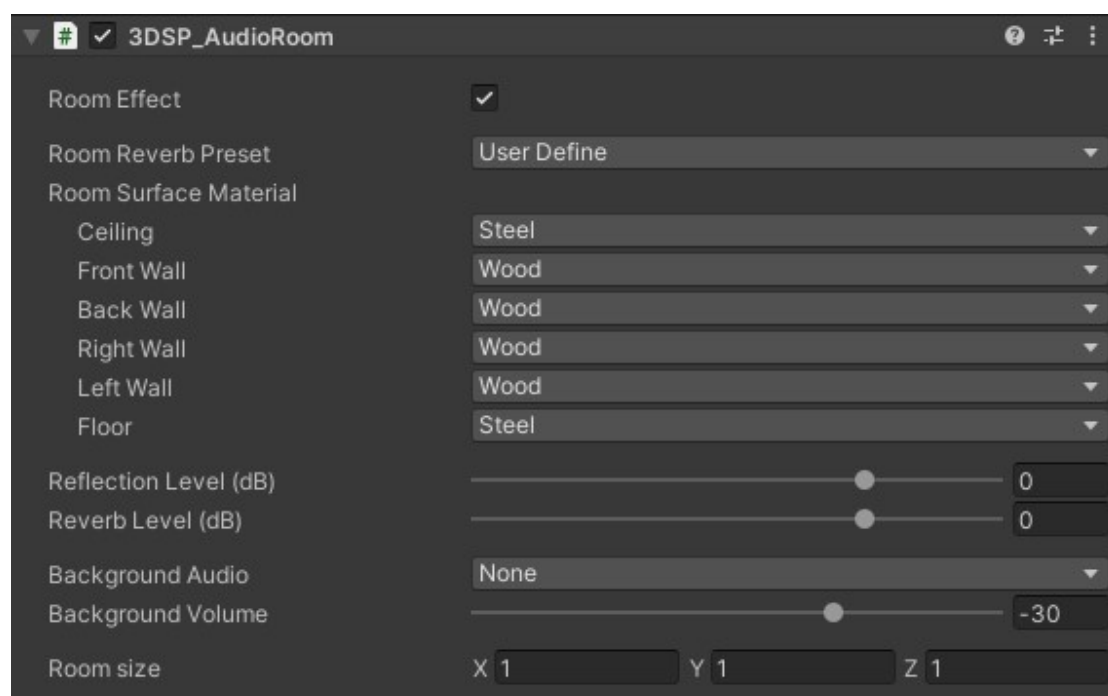 # 3DSP_AudioRoom ?
Room Effect
Room Reverb Preset User Define
Room Surface Material
Ceiling Steel
Front Wall Wood
Back Wall Wood
Right Wall Wood
Left Wall Wood
Floor Steel
Reflection Level (dB) 0
Reverb Level (dB) 0
Background Audio None
Background Volume -30
Room size X 1 Y 1 Z 1